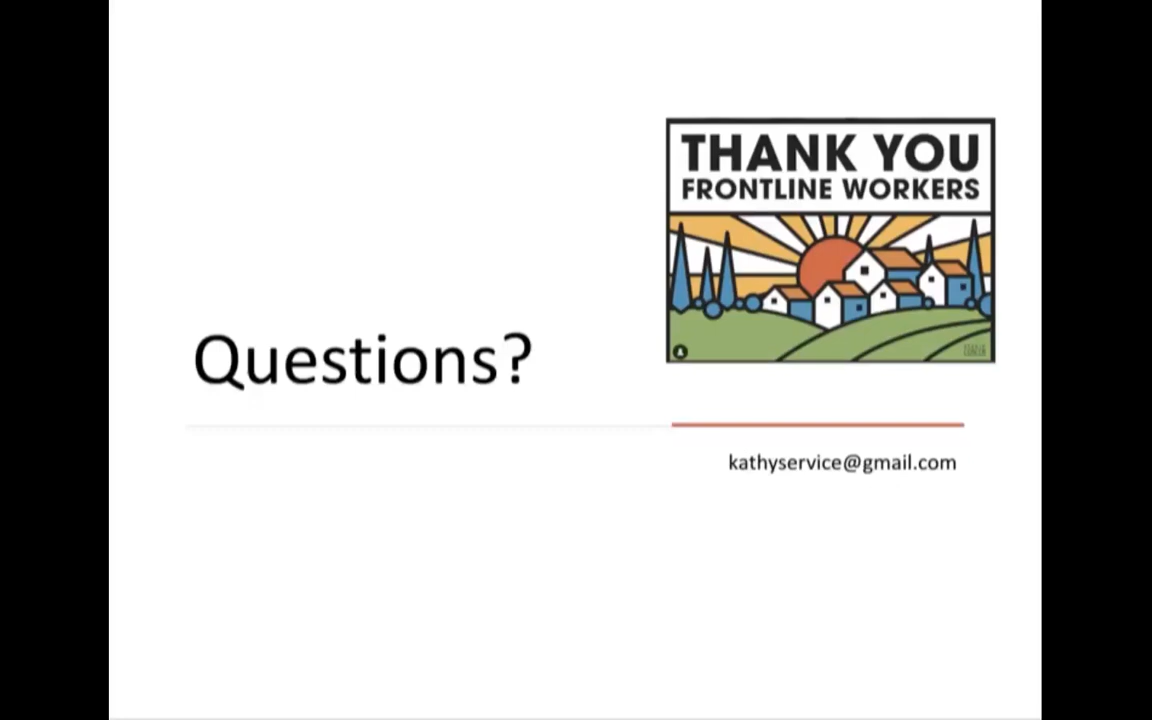 THANK YOU
FRONTLINE WORKERS
Questions?
kathyservice@gmail.com